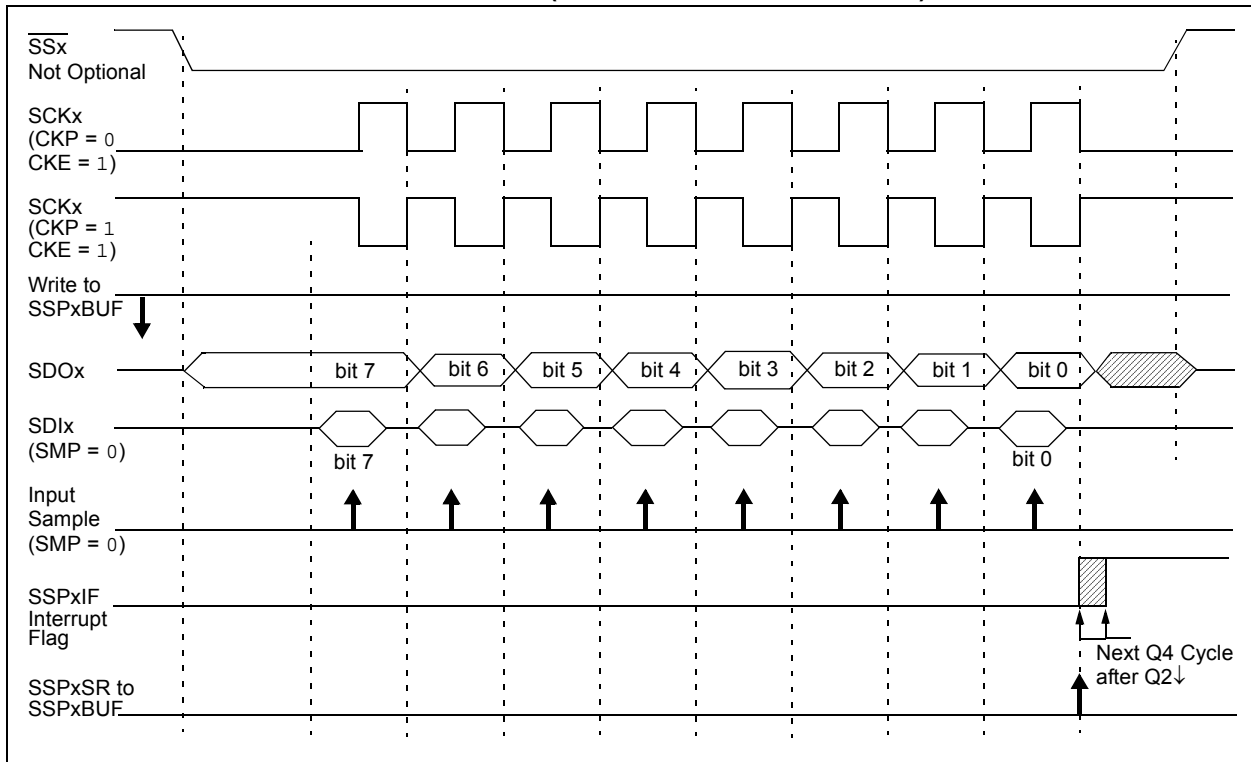 SSx
Not Optional
SCKx
(CKP = 0
CKE = 1)
SCKx
(CKP = 1
CKE = 1)
Write to
SSPxBUF
SDOx
bit 7
bit 6
bit 5
bit 4
bit 3
bit 2
bit 1
bit 0
SDIx
(SMP = 0)
bit 7
bit 0
Input
Sample
(SMP = 0)
SSPxIF
Interrupt
Flag
Next Q4 Cycle
after Q2↓
SSPxSR to
SSPxBUF